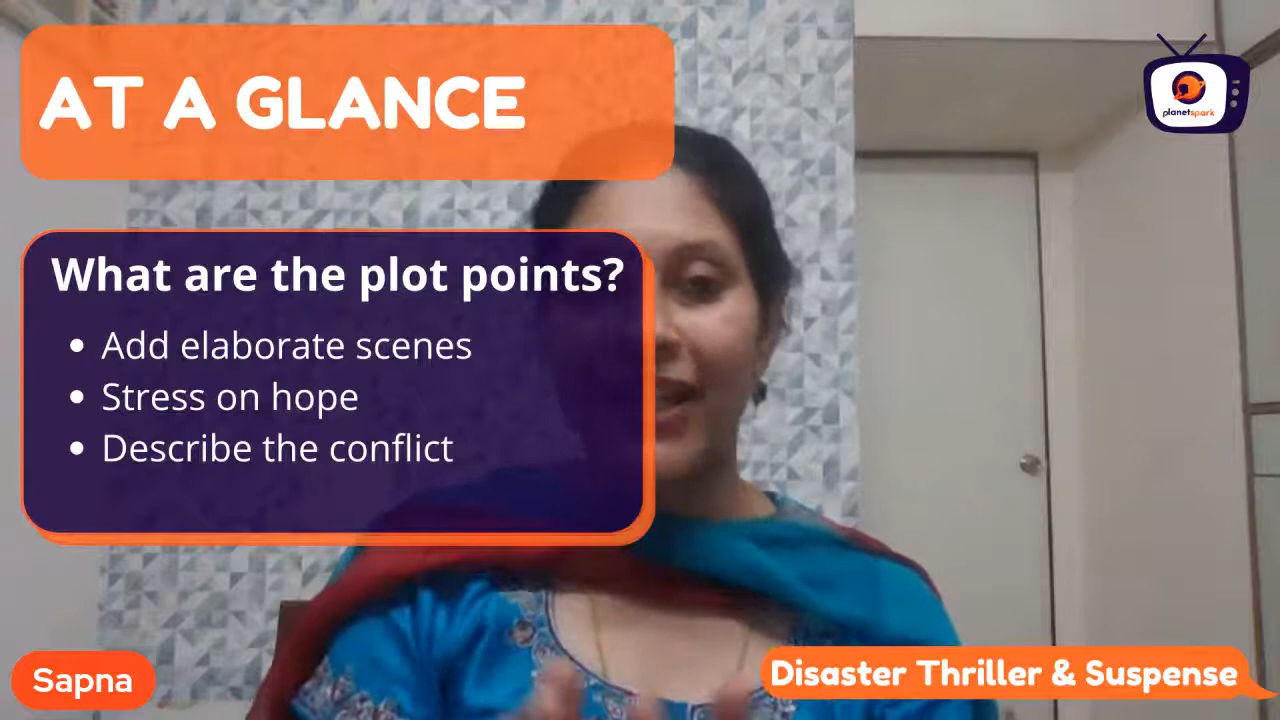 AT A GLANCE
planetspark
What are the plot points?
• Add elaborate scenes
• Stress on hope
• Describe the conflict
Sapna
Disaster Thriller & Suspense